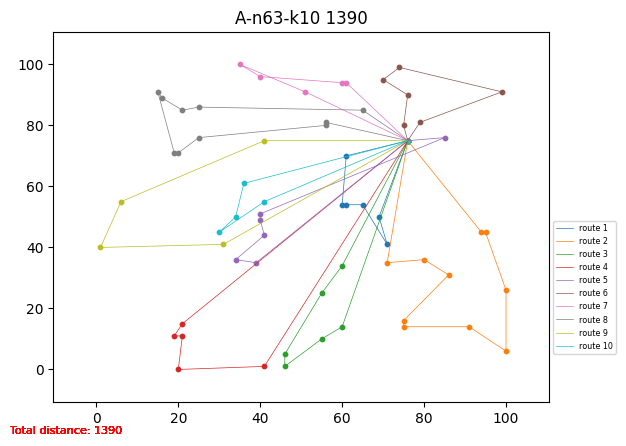 A-n63-k10 1390
100
80
60
40
20
0
0 20 40 60 80 100
route 1
route 2
route 3
route 4
route 5
route 6
route 7
route 8
route 9
route 10
Total distance: 1390